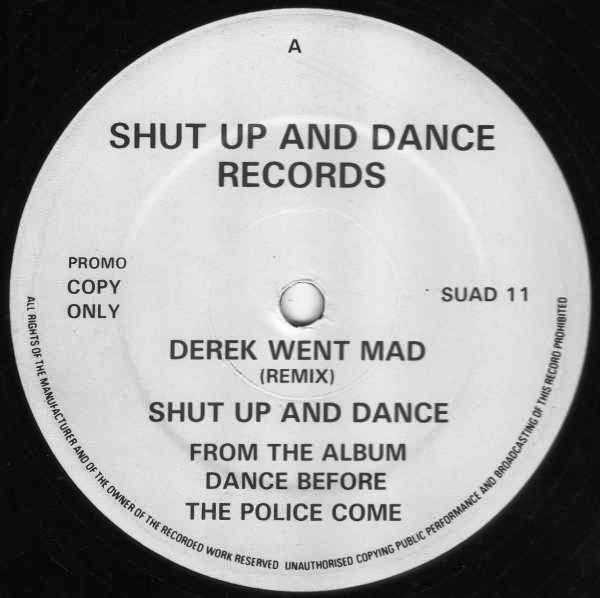 A
SHUT UP AND DANCE
RECORDS
PROMO
COPY
ONLY
SUAD 11
DEREK WENT MAD
(REMIX)
SHUT UP AND DANCE
FROM THE ALBUM
DANCE BEFORE
THE POLICE COME
ALL RIGHTS OF THE MANUFACTURER AND OF THE OWNER OF THE RECORDED WORK RESERVED UNAUTHORISED COPYING PUBLIC PERFORMANCE AND BROADCASTING OF THIS RECORD PROHIBITED